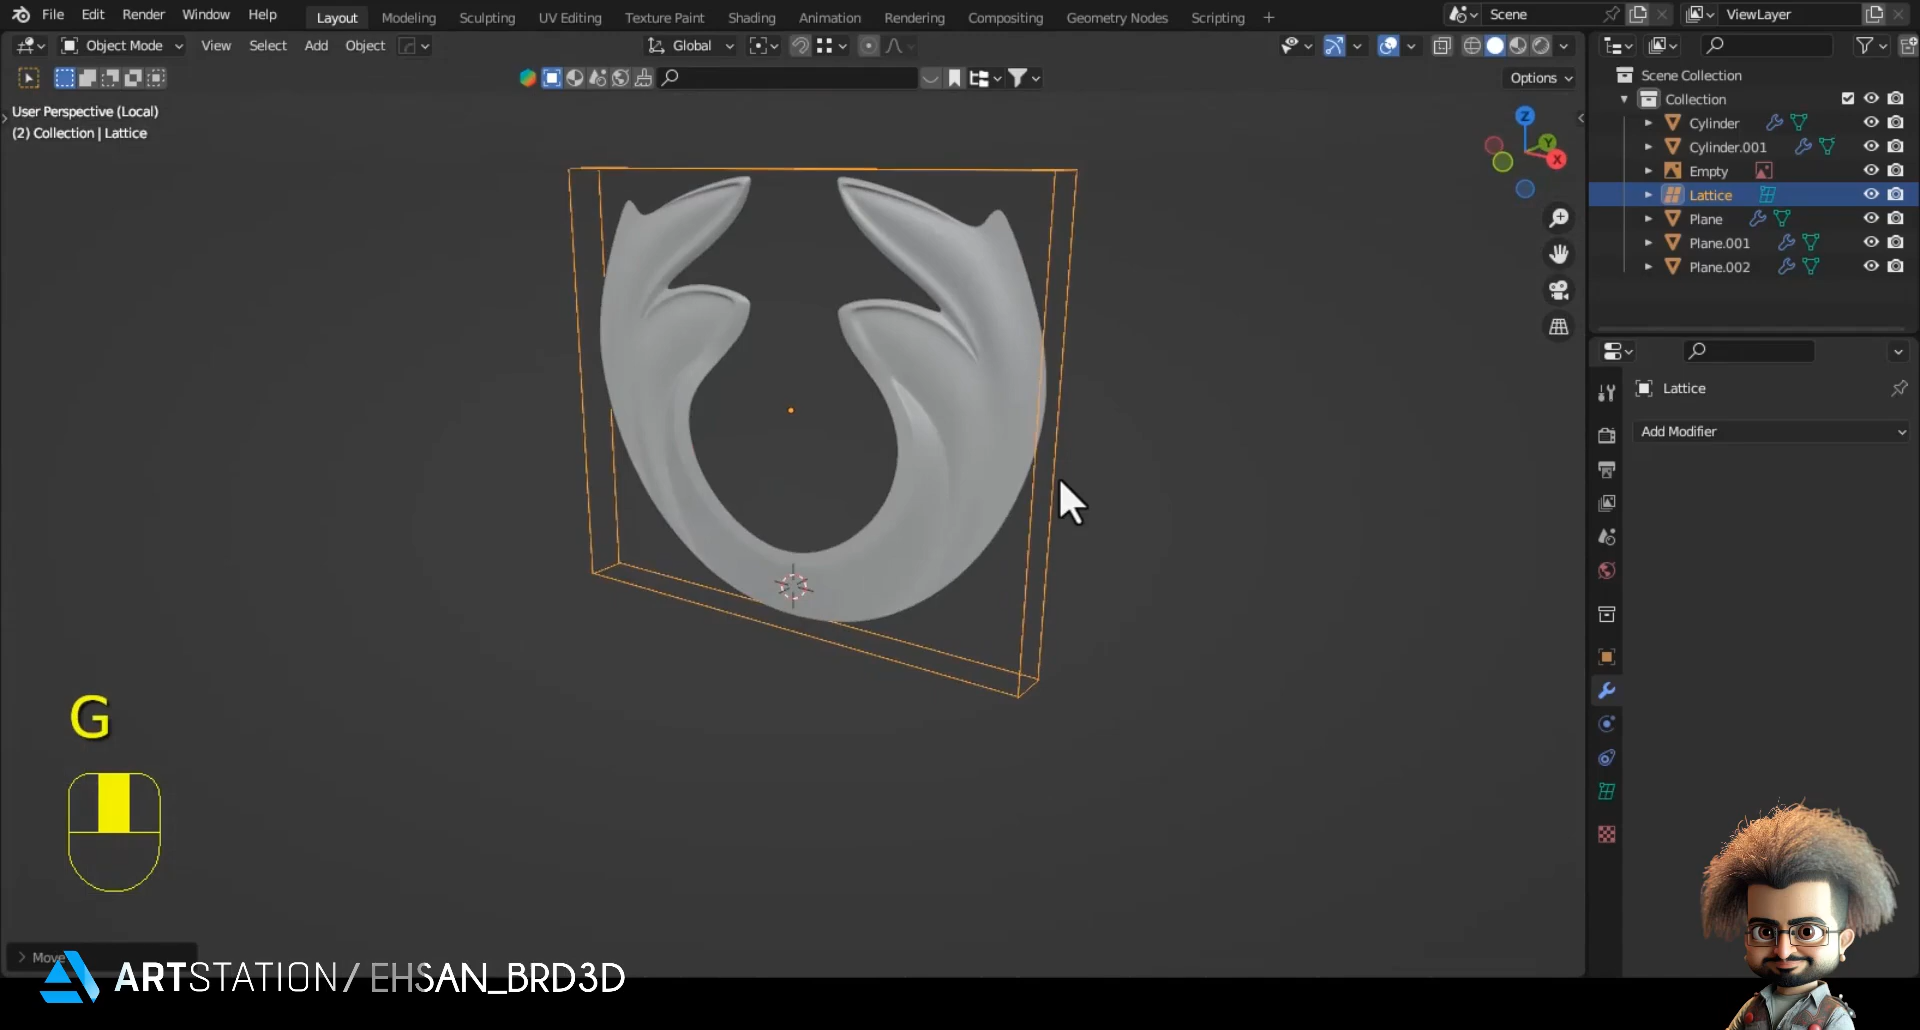 File Edit Render Window Help Layout Modeling Sculpting UV Editing Texture Paint Shading Animation Rendering Compositing Geometry Nodes Scripting + Scene ViewLayer
Object Mode View Select Add Object Global
Options
User Perspective (Local)
(2) Collection | Lattice
Z
Y
X
Scene Collection
Collection
Cylinder
Cylinder.001
Empty
Lattice
Plane
Plane.001
Plane.002
Lattice
Add Modifier
G
Move
ARTSTATION/EHSAN_BRD3D